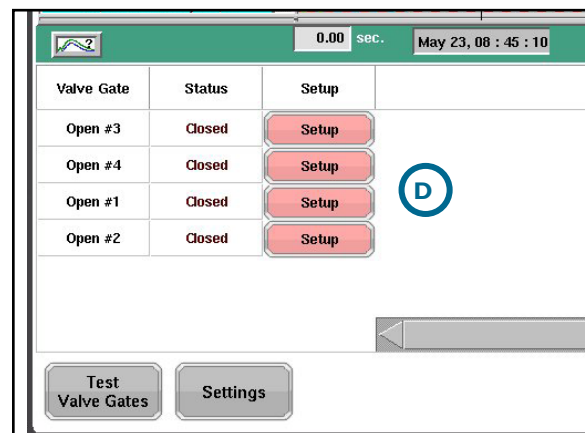 0.00 sec. May 23, 08 : 45 : 10
Valve Gate Status Setup
Open #3 Closed Setup
Open #4 Closed Setup
Open #1 Closed Setup
Open #2 Closed Setup
D
Test
Valve Gates
Settings